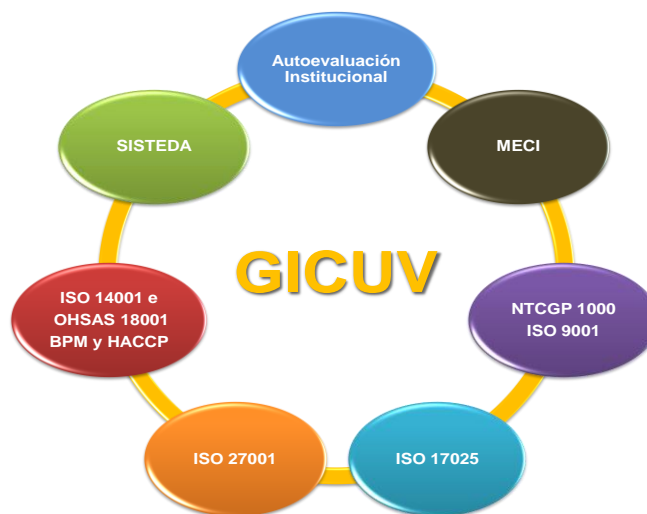 Autoevaluación
Institucional
SISTEDA
MECI
GICUV
ISO 14001 e
OHSAS 18001
BPM y HACCP
NTCGP 1000
ISO 9001
ISO 27001
ISO 17025